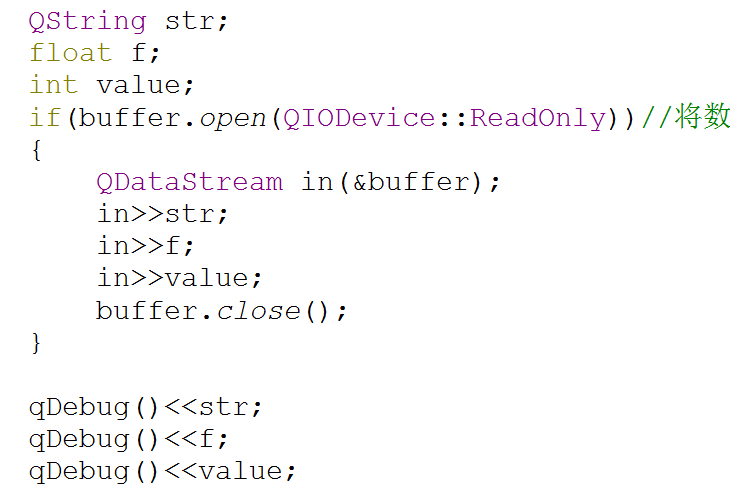 QString str;
float f;
int value;
if(buffer.open(QIODevice::ReadOnly))//将数
{
    QDataStream in(&buffer);
    in>>str;
    in>>f;
    in>>value;
    buffer.close();
}

qDebug()<<str;
qDebug()<<f;
qDebug()<<value;